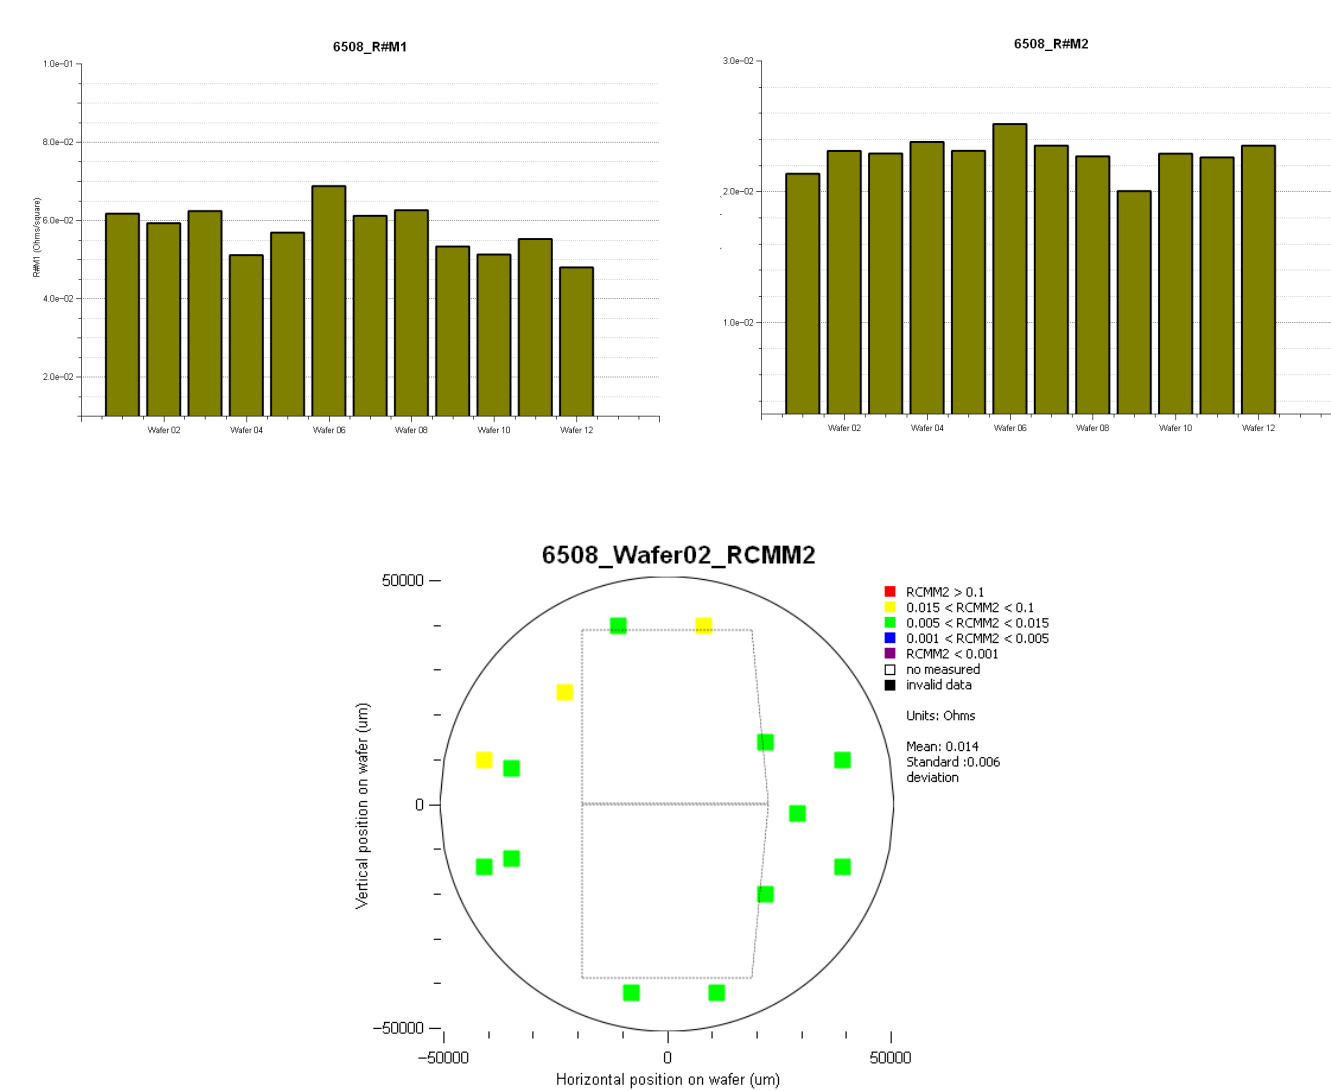 6508_R#M1
1.0e−01
8.0e−02
6.0e−02
4.0e−02
2.0e−02
R#M1 (Ohms/square)
Wafer 02 Wafer 04 Wafer 06 Wafer 08 Wafer 10 Wafer 12
6508_R#M2
3.0e−02
2.0e−02
1.0e−02
Wafer 02 Wafer 04 Wafer 06 Wafer 08 Wafer 10 Wafer 12
6508_Wafer02_RCMM2
50000
0
−50000
Vertical position on wafer (um)
−50000 0 50000
Horizontal position on wafer (um)
RCMM2 > 0.1
0.015 < RCMM2 < 0.1
0.005 < RCMM2 < 0.015
0.001 < RCMM2 < 0.005
RCMM2 < 0.001
no measured
invalid data
Units: Ohms
Mean: 0.014
Standard :0.006
deviation